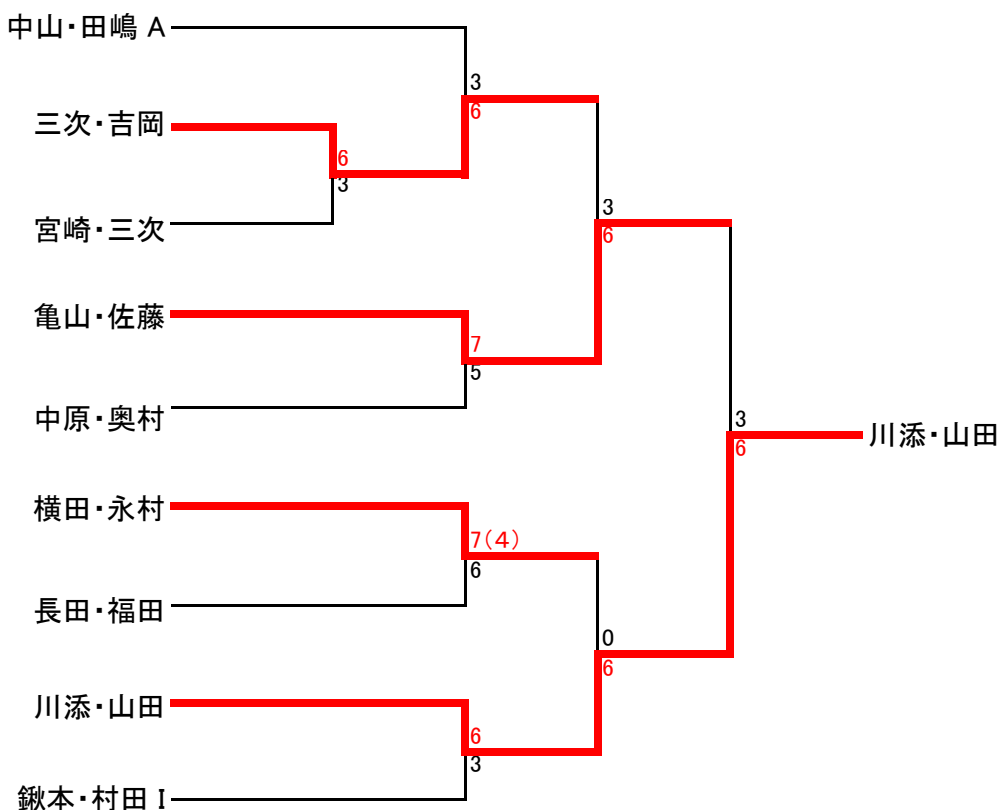 中山・田嶋 A
3
6
三次・吉岡
6
3
宮崎・三次
3
6
亀山・佐藤
7
5
中原・奥村
3
6
川添・山田
横田・永村
7(4)
6
長田・福田
0
6
川添・山田
6
3
鍬本・村田 I